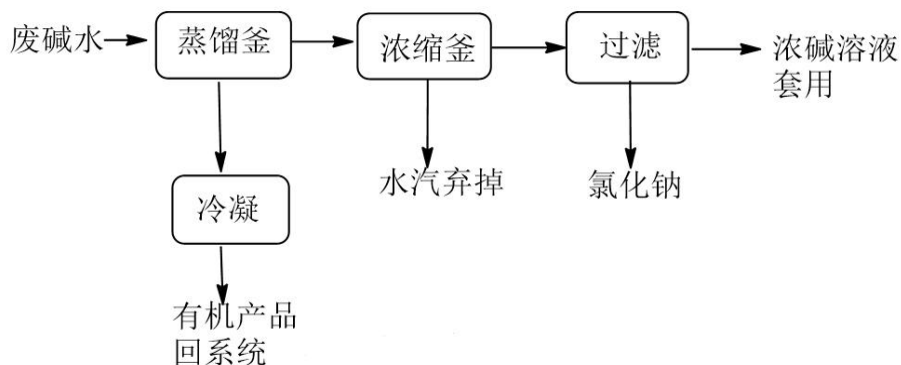 废碱水
蒸馏釜
浓缩釜
过滤
浓碱溶液
套用
冷凝
水汽弃掉
氯化钠
有机产品
回系统